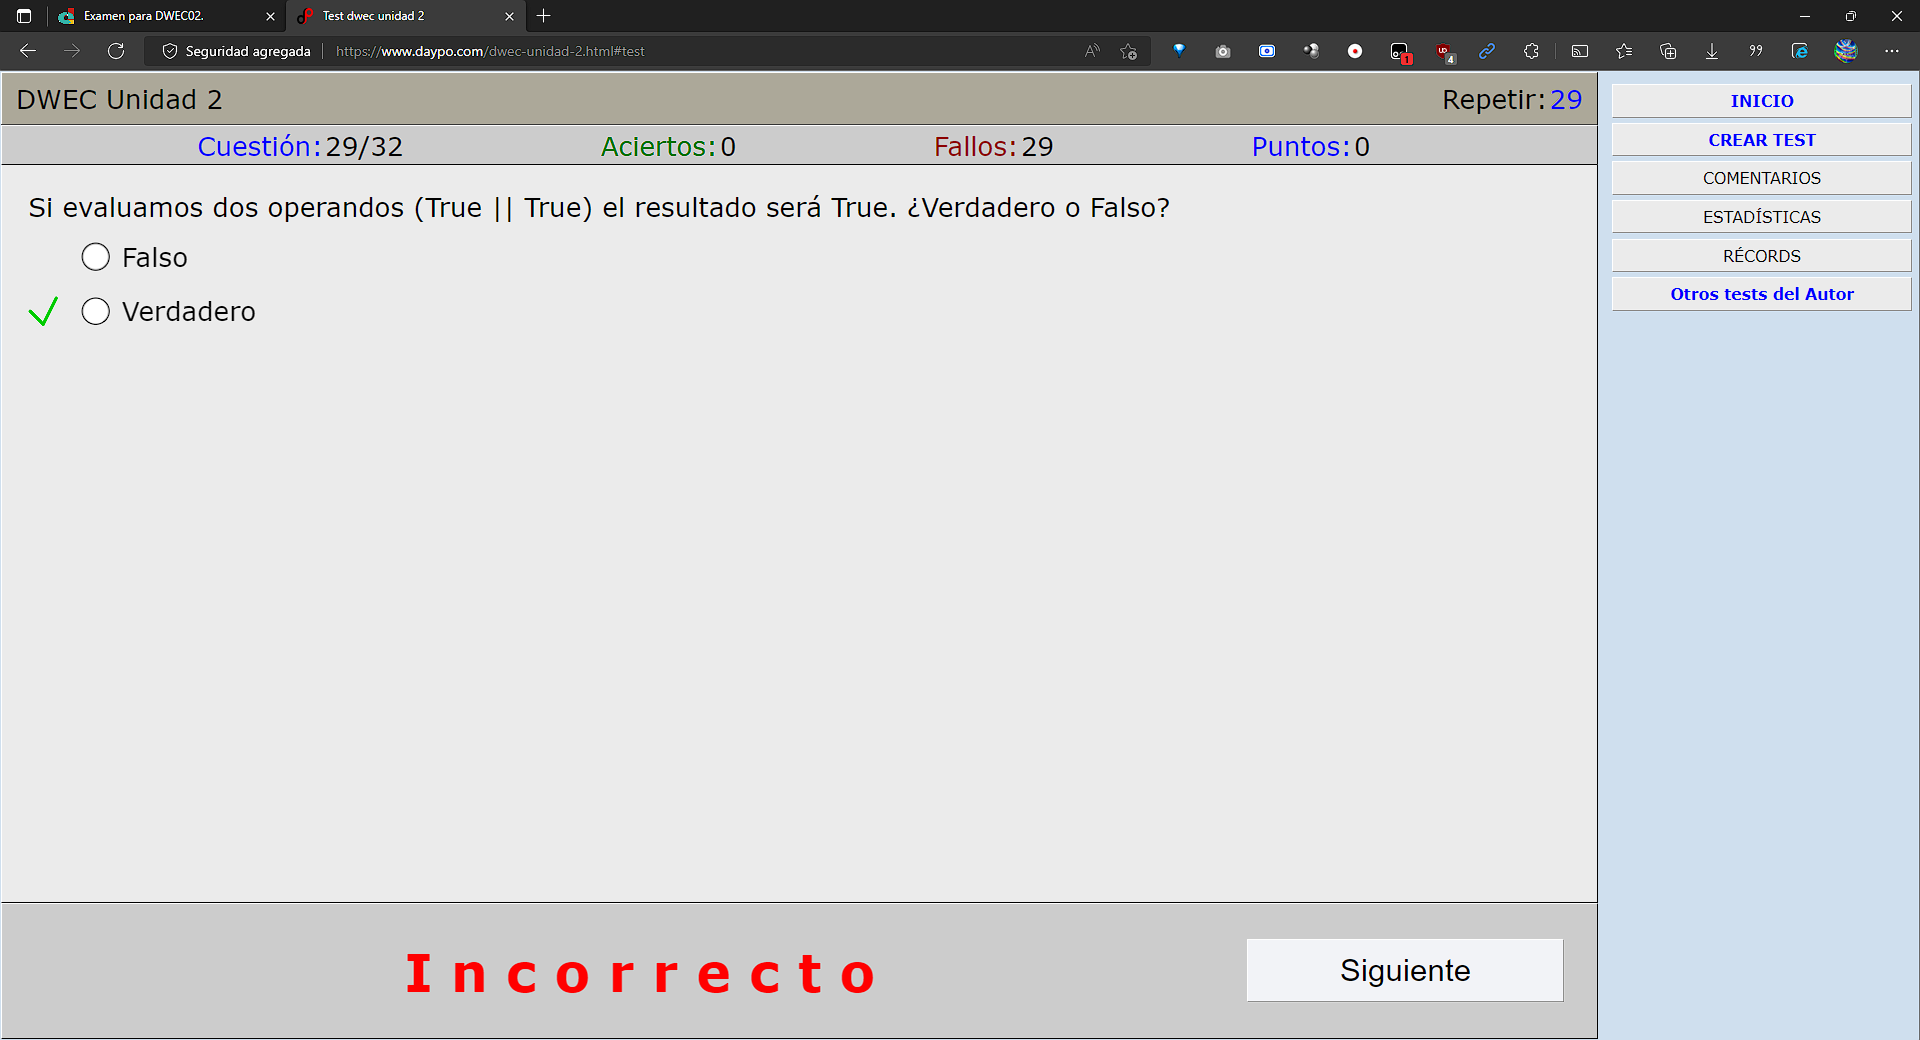 Examen para DWEC02.
Test dwec unidad 2
Seguridad agregada
https://www.daypo.com/dwec-unidad-2.html#test
1
UD
4
DWEC Unidad 2
Repetir: 29
Cuestión: 29/32
Aciertos: 0
Fallos: 29
Puntos: 0
Si evaluamos dos operandos (True || True) el resultado será True. ¿Verdadero o Falso?
Falso
Verdadero
Incorrecto
Siguiente
INICIO
CREAR TEST
COMENTARIOS
ESTADÍSTICAS
RÉCORDS
Otros tests del Autor